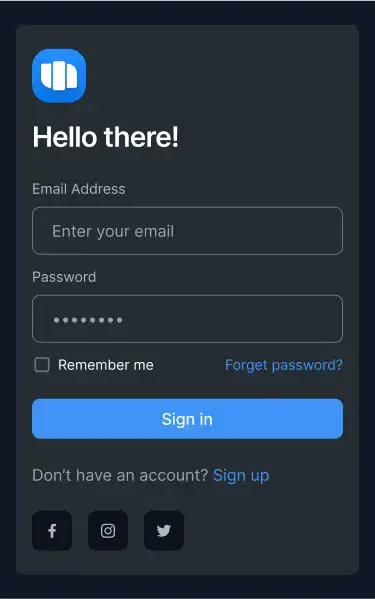 Hello there!
Email Address
Enter your email
Password
Remember me
Forget password?
Sign in
Don't have an account? Sign up